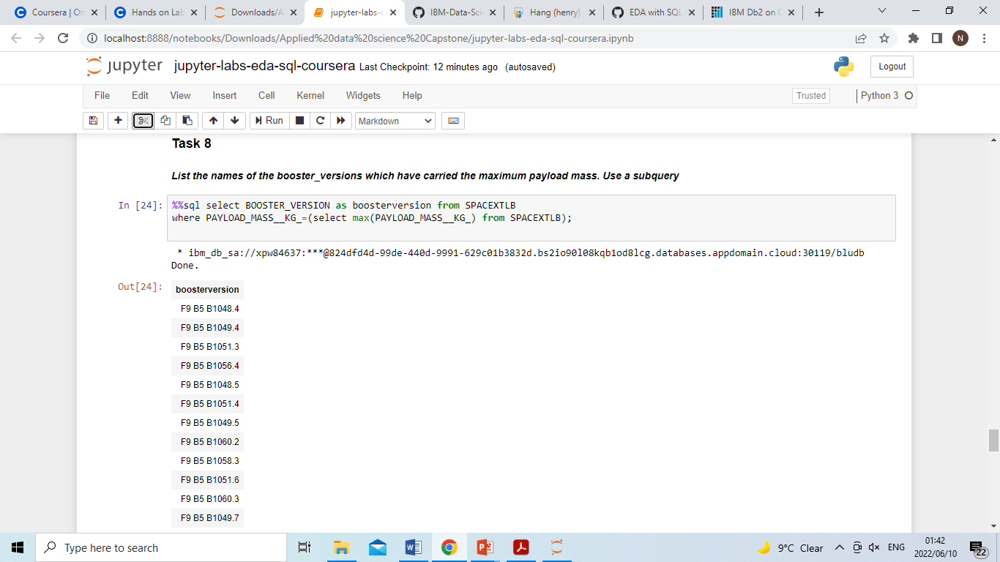 Coursera | On
Hands on Lab
Downloads/A
jupyter-labs-e
IBM-Data-Sci
Hang (henry)
EDA with SQL
IBM Db2 on C
localhost:8888/notebooks/Downloads/Applied%20data%20science%20Capstone/jupyter-labs-eda-sql-coursera.ipynb
N
jupyter jupyter-labs-eda-sql-coursera Last Checkpoint: 12 minutes ago (autosaved)
Logout
File Edit View Insert Cell Kernel Widgets Help
Trusted
Python 3
Run
Markdown
Task 8
List the names of the booster_versions which have carried the maximum payload mass. Use a subquery
In [24]:
%%sql select BOOSTER_VERSION as boosterversion from SPACEXTLB
where PAYLOAD_MASS__KG_=(select max(PAYLOAD_MASS__KG_) from SPACEXTLB);
* ibm_db_sa://xpw84637:***@824dfd4d-99de-440d-9991-629c01b3832d.bs2io90l08kqb1od8lcg.databases.appdomain.cloud:30119/bludb
Done.
Out[24]:
boosterversion
F9 B5 B1048.4
F9 B5 B1049.4
F9 B5 B1051.3
F9 B5 B1056.4
F9 B5 B1048.5
F9 B5 B1051.4
F9 B5 B1049.5
F9 B5 B1060.2
F9 B5 B1058.3
F9 B5 B1051.6
F9 B5 B1060.3
F9 B5 B1049.7
Type here to search
9°C Clear
ENG
01:42
2022/06/10
22